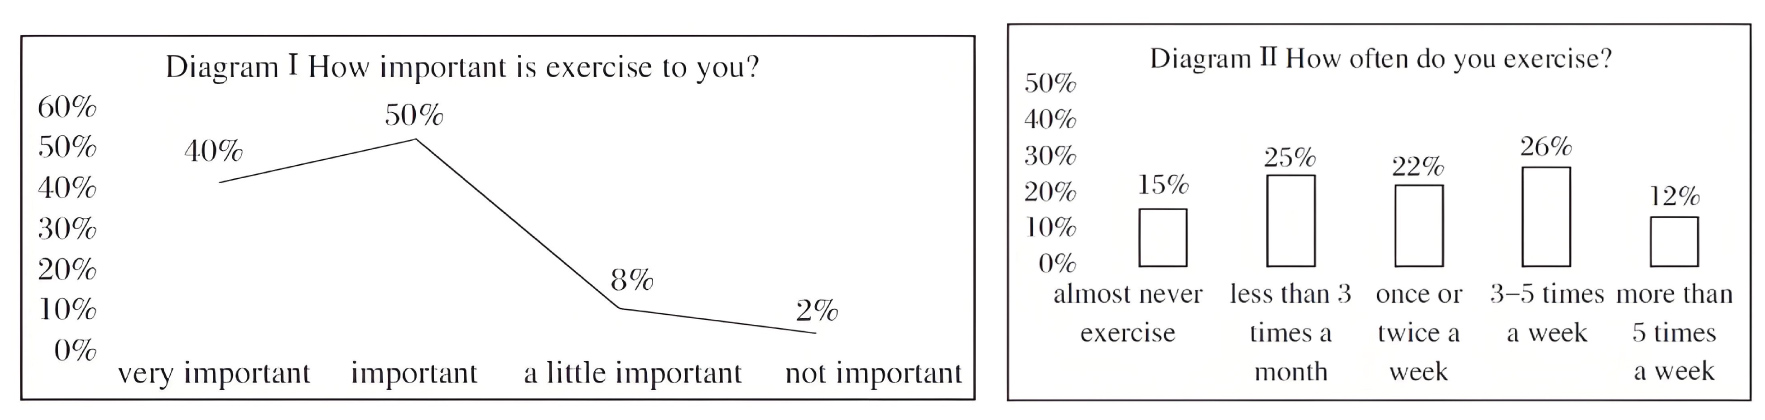 Diagram I How important is exercise to you?
60%
50%
40%
30%
20%
10%
0%
40%
50%
8%
2%
very important important a little important not important
Diagram II How often do you exercise?
50%
40%
30%
20%
10%
0%
15%
25%
22%
26%
12%
almost never
exercise
less than 3
times a
month
once or
twice a
week
3–5 times
a week
more than
5 times
a week